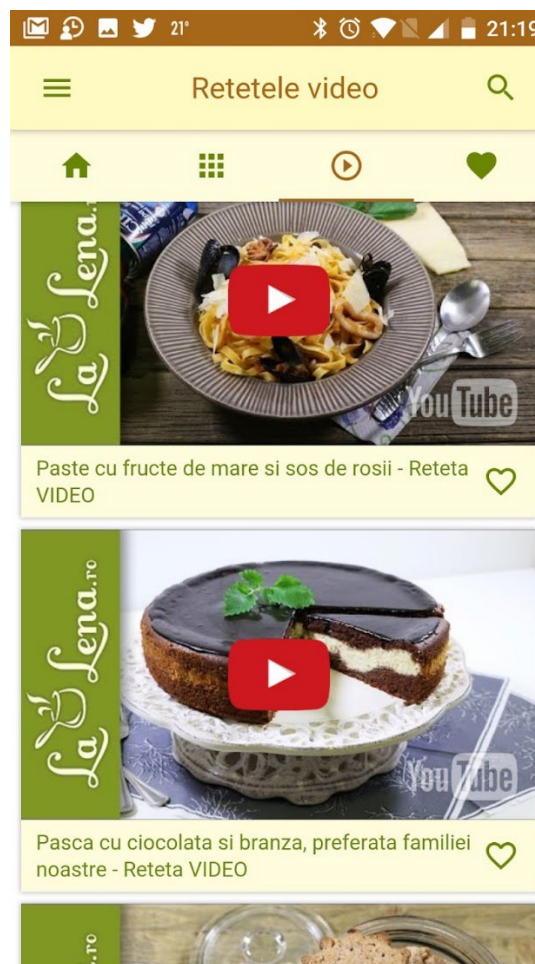 21°
21:19
Retetele video
La Lena.ro
YouTube
Paste cu fructe de mare si sos de rosii - Reteta
VIDEO
La Lena.ro
YouTube
Pasca cu ciocolata si branza, preferata familiei
noastre - Reteta VIDEO
.ro